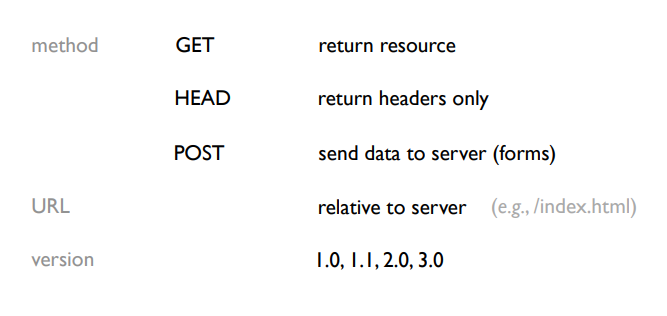 method GET return resource
HEAD return headers only
POST send data to server (forms)
URL relative to server (e.g., /index.html)
version 1.0, 1.1, 2.0, 3.0